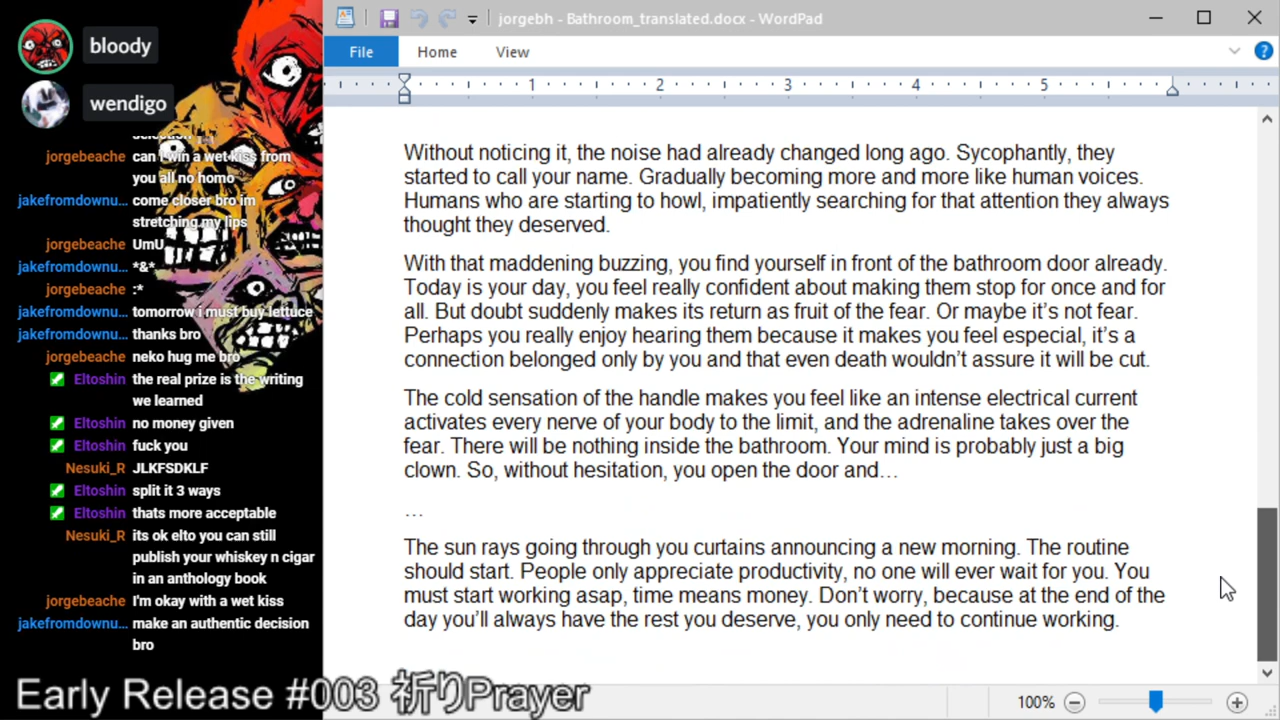 bloody
wendigo
selection
jorgebeache can i win a wet kiss from
you all no homo
jakefromdownu... come closer bro im
stretching my lips
jorgebeache UmU
jakefromdownu... *&*
jorgebeache :*
jakefromdownu... tomorrow i must buy lettuce
jakefromdownu... thanks bro
jorgebeache neko hug me bro
Eltoshin the real prize is the writing
we learned
Eltoshin no money given
Eltoshin fuck you
Nesuki_R JLKFSDKLF
Eltoshin split it 3 ways
Eltoshin thats more acceptable
Nesuki_R its ok elto you can still
publish your whiskey n cigar
in an anthology book
jorgebeache I'm okay with a wet kiss
jakefromdownu... make an authentic decision
bro
Early Release #003 祈りPrayer
jorgebh - Bathroom_translated.docx - WordPad
File Home View
1 2 3 4 5
Without noticing it, the noise had already changed long ago. Sycophantly, they
started to call your name. Gradually becoming more and more like human voices.
Humans who are starting to howl, impatiently searching for that attention they always
thought they deserved.
With that maddening buzzing, you find yourself in front of the bathroom door already.
Today is your day, you feel really confident about making them stop for once and for
all. But doubt suddenly makes its return as fruit of the fear. Or maybe it’s not fear.
Perhaps you really enjoy hearing them because it makes you feel especial, it’s a
connection belonged only by you and that even death wouldn’t assure it will be cut.
The cold sensation of the handle makes you feel like an intense electrical current
activates every nerve of your body to the limit, and the adrenaline takes over the
fear. There will be nothing inside the bathroom. Your mind is probably just a big
clown. So, without hesitation, you open the door and…
…
The sun rays going through you curtains announcing a new morning. The routine
should start. People only appreciate productivity, no one will ever wait for you. You
must start working asap, time means money. Don’t worry, because at the end of the
day you’ll always have the rest you deserve, you only need to continue working.
100%